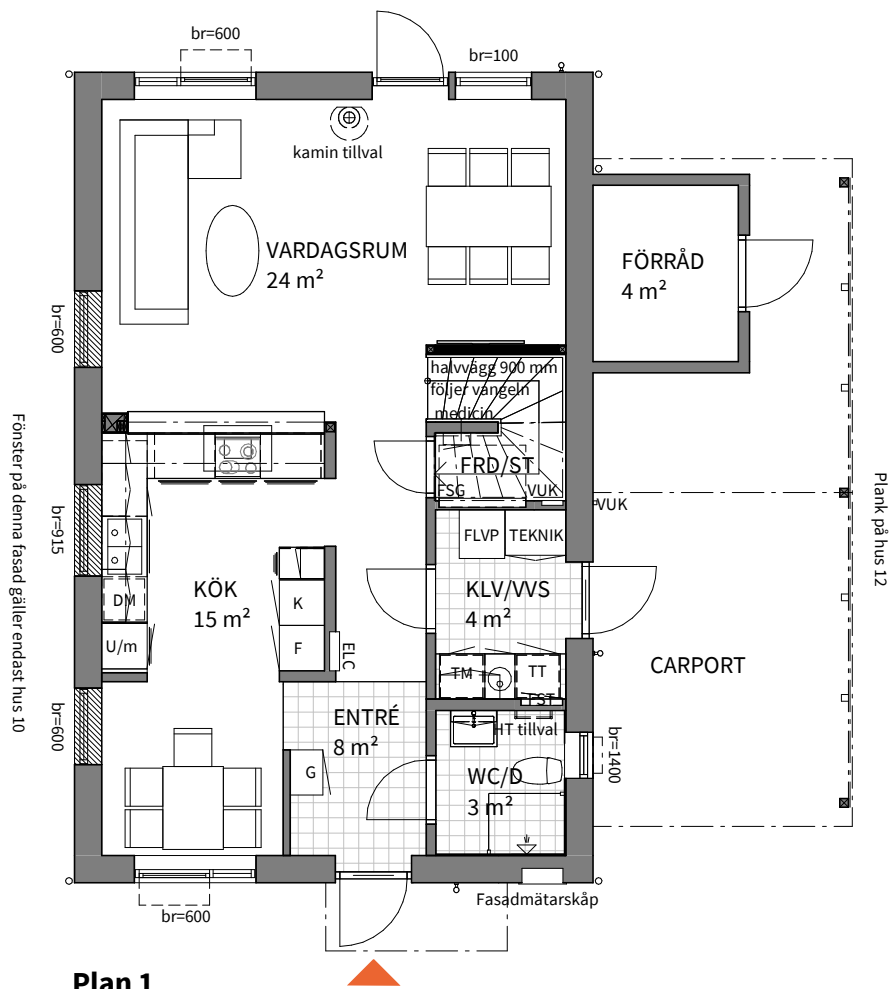 br=600
br=100
kamin tillval
VARDAGSRUM
24 m²
FÖRRÅD
4 m²
br=600
halvvägg 900 mm
följer vangeln
medicin
FRD/ST
FSG
VUK
VUK
FLVP
TEKNIK
br=915
KÖK
15 m²
DM
U/m
K
F
ELC
KLV/VVS
4 m²
TM
TT
TST
CARPORT
Fönster på denna fasad gäller endast hus 10
Plank på hus 12
br=600
ENTRÉ
8 m²
G
HT tillval
WC/D
3 m²
br=1400
br=600
Fasadmätarskåp
Plan 1